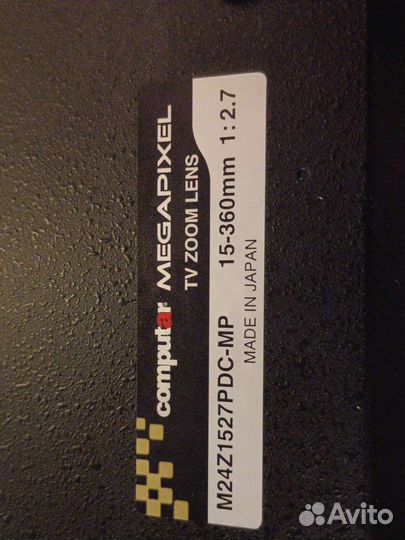 computar MEGAPIXEL
TV ZOOM LENS
M24Z1527PDC-MP 15-360mm 1:2.7
MADE IN JAPAN
Avito